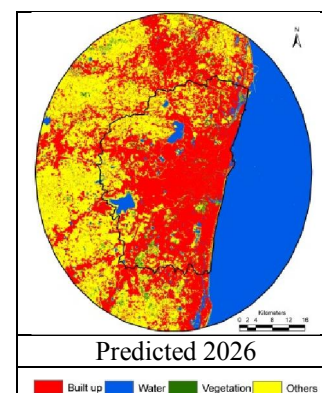 N
Kilometers
0 2 4 8 12 16
Predicted 2026
Built up Water Vegetation Others